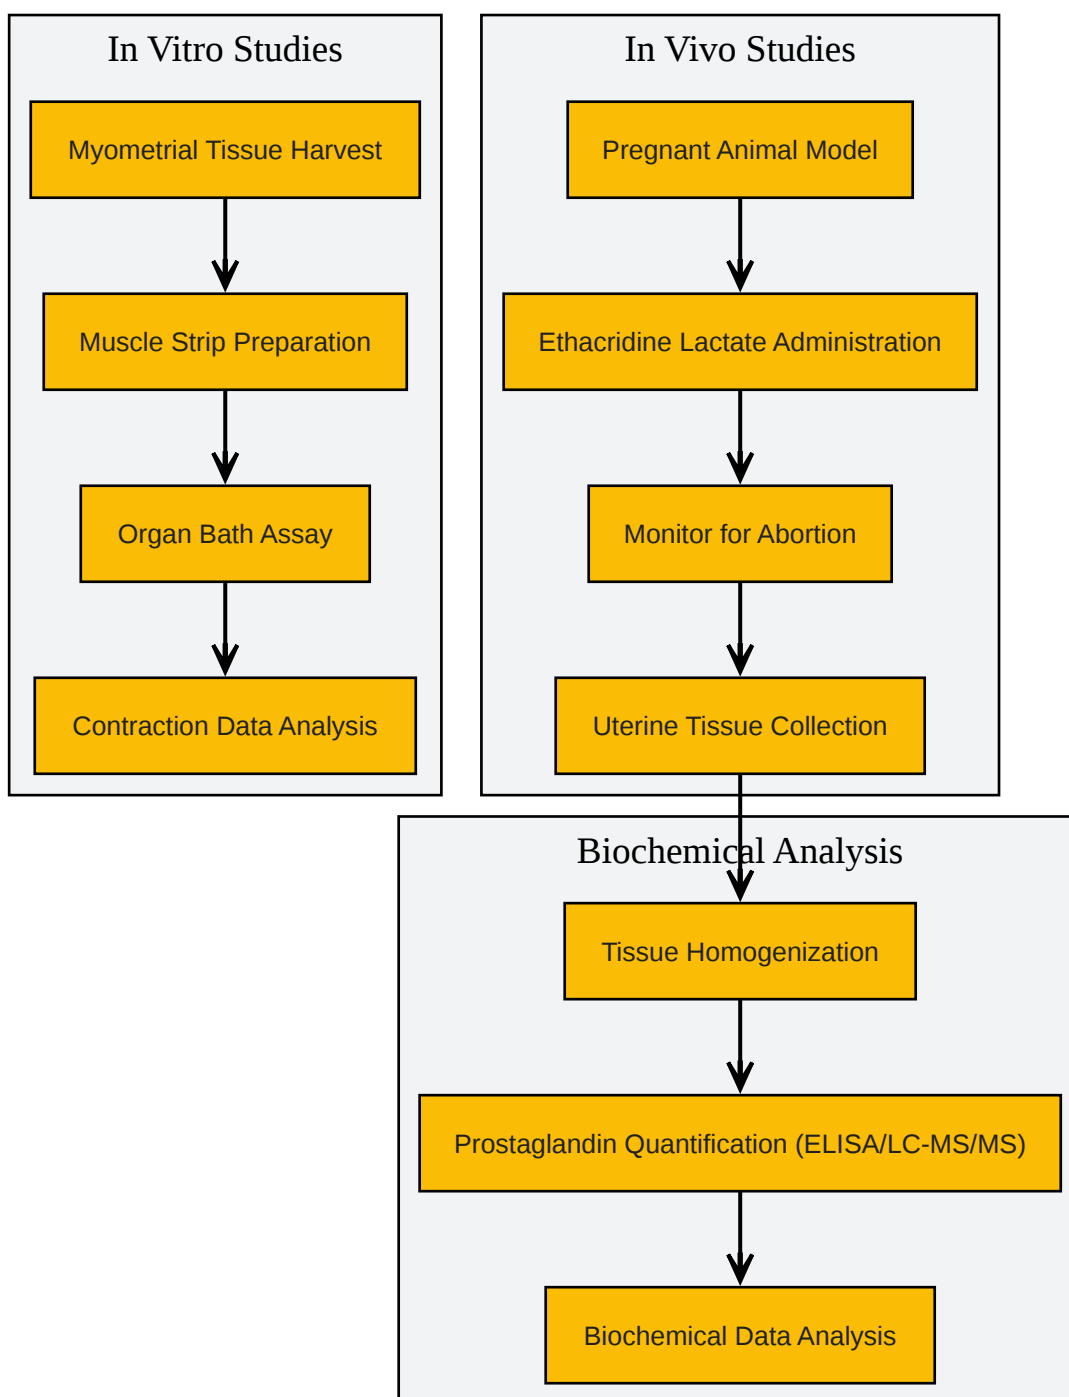 In Vitro Studies
Myometrial Tissue Harvest
Muscle Strip Preparation
Organ Bath Assay
Contraction Data Analysis
In Vivo Studies
Pregnant Animal Model
Ethacridine Lactate Administration
Monitor for Abortion
Uterine Tissue Collection
Biochemical Analysis
Tissue Homogenization
Prostaglandin Quantification (ELISA/LC-MS/MS)
Biochemical Data Analysis